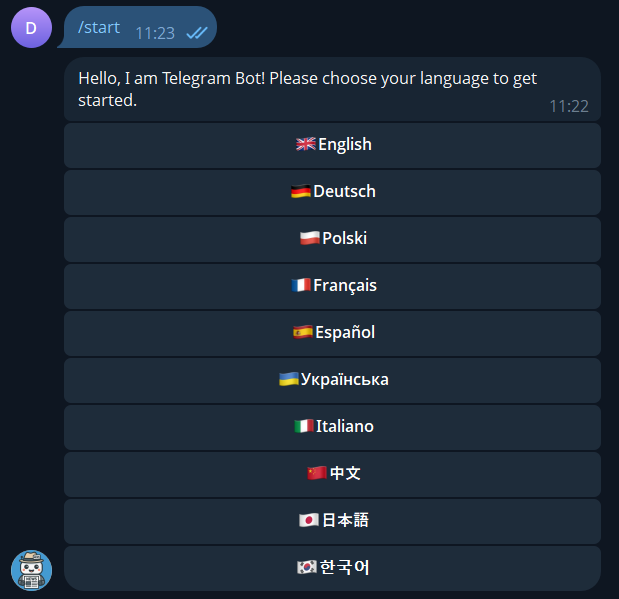 D
/start 11:23
Hello, I am Telegram Bot! Please choose your language to get
started.
11:22
🇬🇧English
🇩🇪Deutsch
🇵🇱Polski
🇫🇷Français
🇪🇸Español
🇺🇦Українська
🇮🇹Italiano
🇨🇳中文
🇯🇵日本語
🇰🇷한국어
NEWS